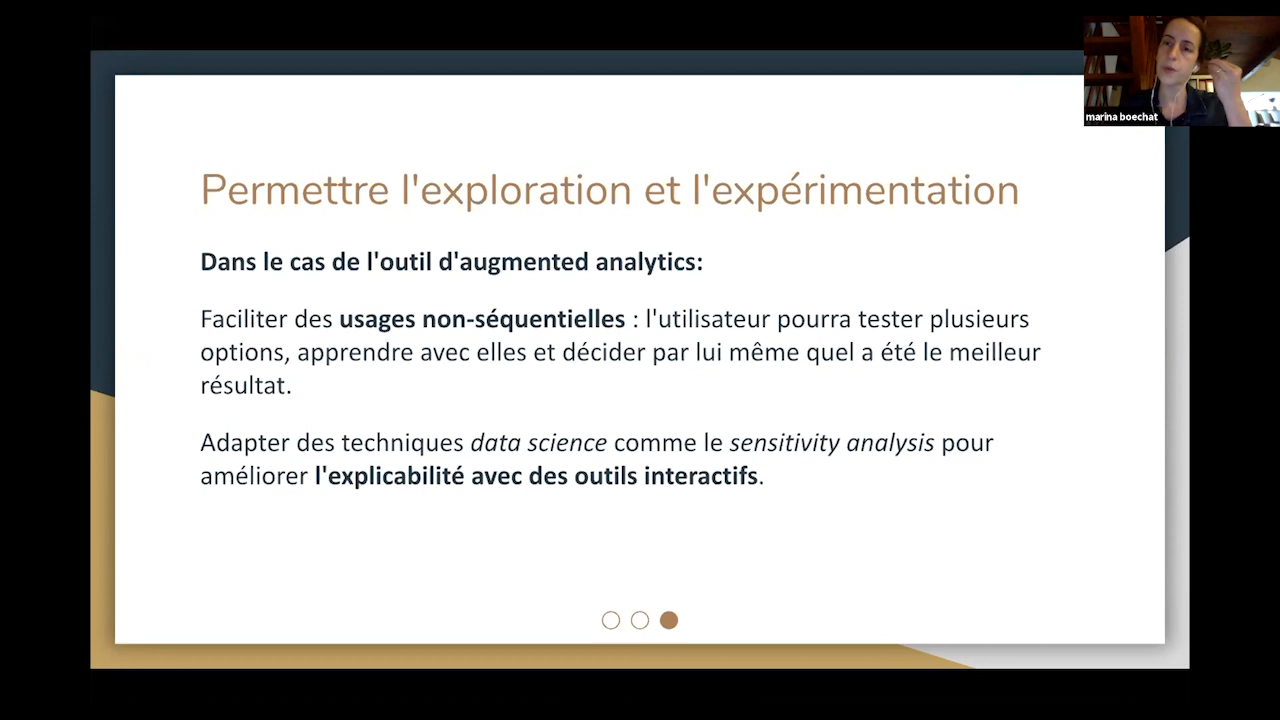 marina boechat
Permettre l'exploration et l'expérimentation
Dans le cas de l'outil d'augmented analytics:
Faciliter des usages non-séquentielles : l'utilisateur pourra tester plusieurs
options, apprendre avec elles et décider par lui même quel a été le meilleur
résultat.
Adapter des techniques data science comme le sensitivity analysis pour
améliorer l'explicabilité avec des outils interactifs.